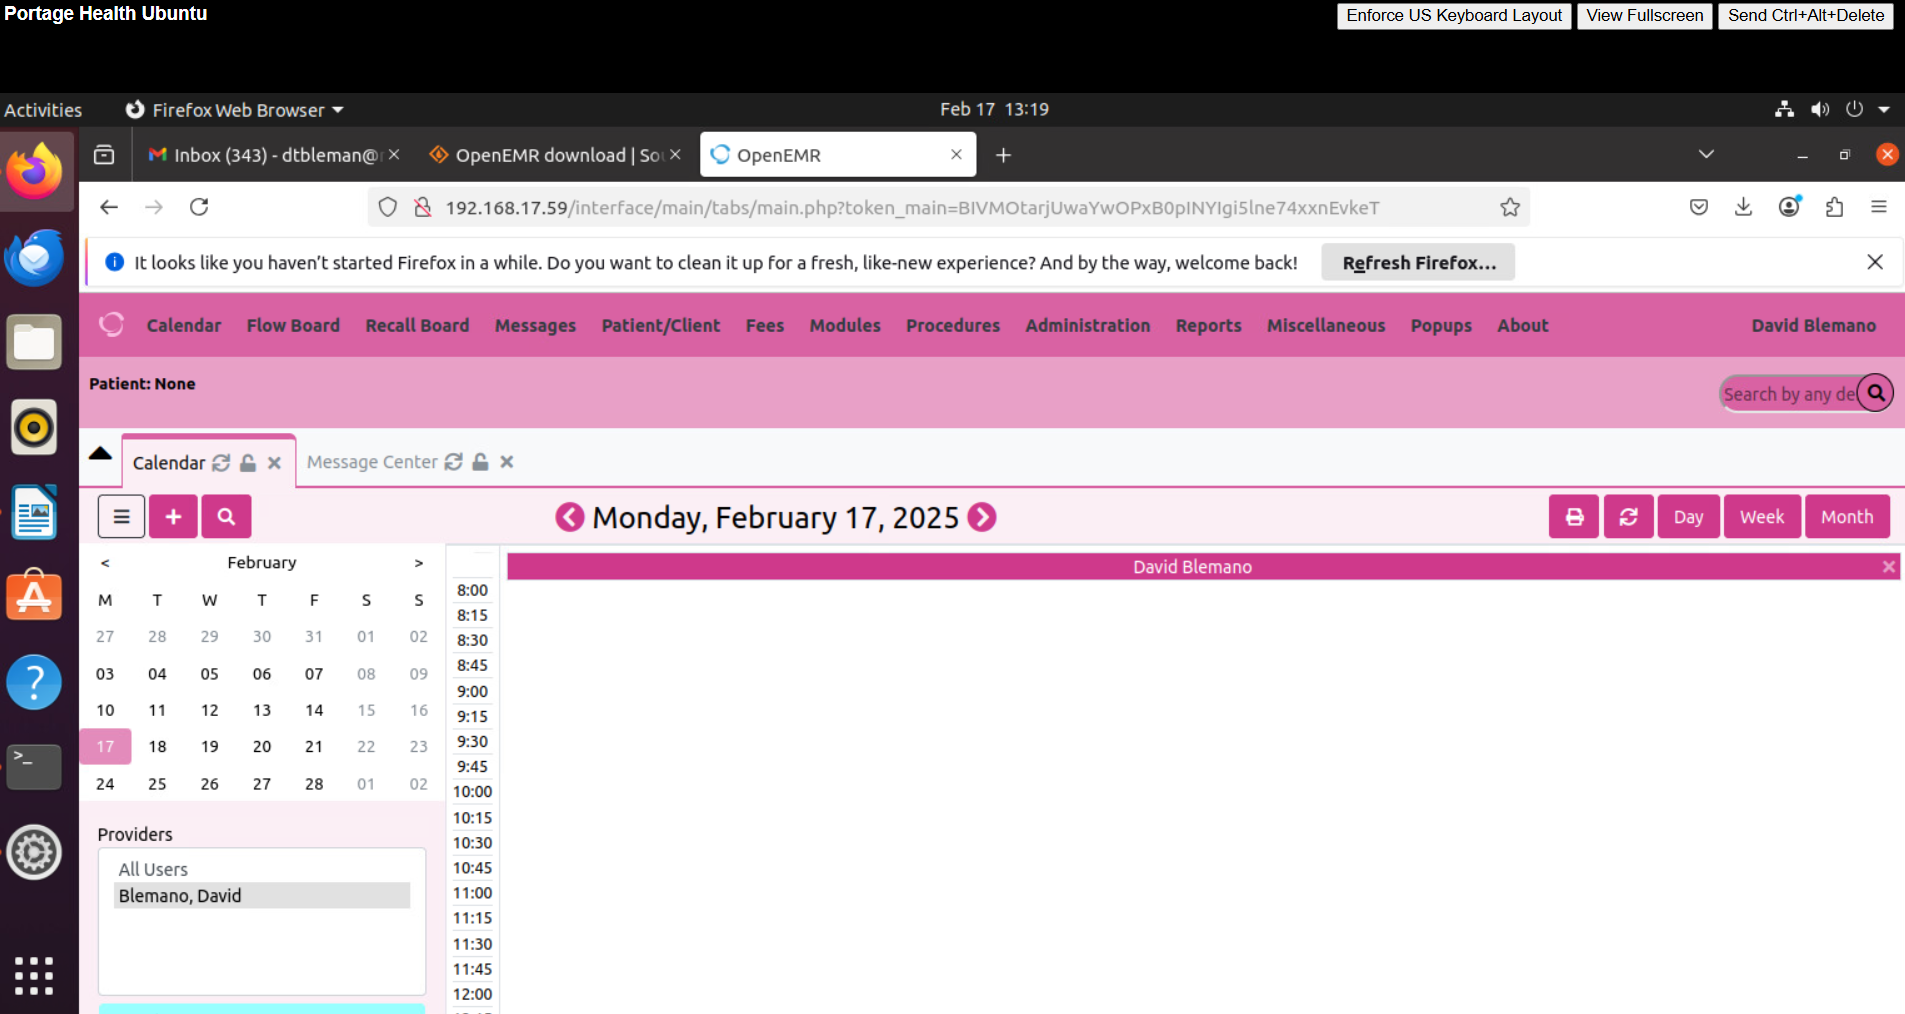 Portage Health Ubuntu
Enforce US Keyboard Layout View Fullscreen Send Ctrl+Alt+Delete
Activities Firefox Web Browser Feb 17 13:19
Inbox (343) - dtbleman@ OpenEMR download | So OpenEMR
192.168.17.59/interface/main/tabs/main.php?token_main=BIVMOtarjUwaYwOPxB0pINYIgi5lne74xxnEvkeT
It looks like you haven't started Firefox in a while. Do you want to clean it up for a fresh, like-new experience? And by the way, welcome back! Refresh Firefox...
Calendar Flow Board Recall Board Messages Patient/Client Fees Modules Procedures Administration Reports Miscellaneous Popups About David Blemano
Patient: None
Search by any de
Calendar Message Center
Monday, February 17, 2025 Day Week Month
< February >
David Blemano
M T W T F S S
27 28 29 30 31 01 02
03 04 05 06 07 08 09
10 11 12 13 14 15 16
17 18 19 20 21 22 23
24 25 26 27 28 01 02
Providers
All Users
Blemano, David
8:00
8:15
8:30
8:45
9:00
9:15
9:30
9:45
10:00
10:15
10:30
10:45
11:00
11:15
11:30
11:45
12:00